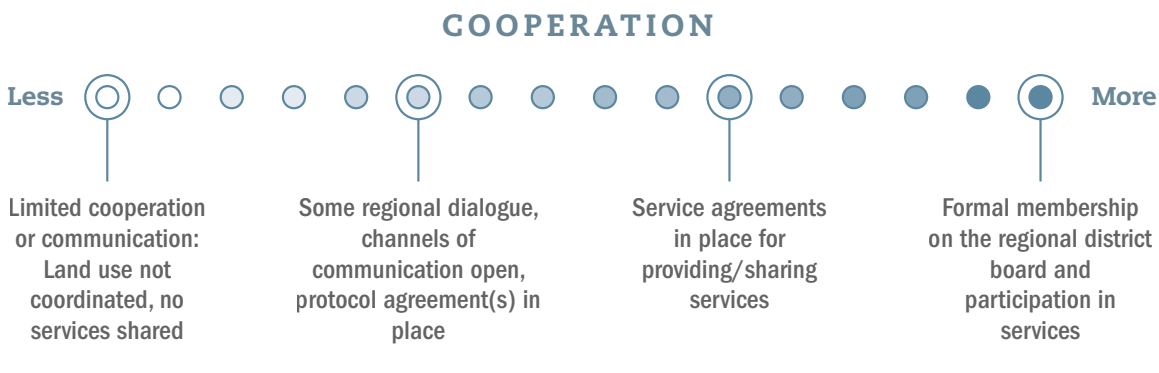 COOPERATION
Less
More
Limited cooperation
or communication:
Land use not
coordinated, no
services shared
Some regional dialogue,
channels of
communication open,
protocol agreement(s) in
place
Service agreements
in place for
providing/sharing
services
Formal membership
on the regional district
board and
participation in
services